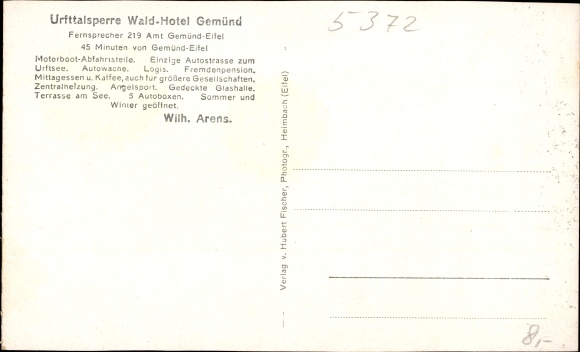 Urfttalsperre Wald-Hotel Gemünd
Fernsprecher 219 Amt Gemünd-Eifel
45 Minuten von Gemünd-Eifel
Motorboot-Abfahrtstelle. Einzige Autostrasse zum
Urftsee. Autowache. Logis. Fremdenpension.
Mittagessen u. Kaffee, auch für größere Gesellschaften.
Zentralheizung. Angelsport. Gedeckte Glashalle.
Terrasse am See. 5 Autoboxen. Sommer und
Winter geöffnet.
Wilh. Arens.
Verlag v. Hubert Fischer, Photogr., Heimbach (Eifel)
5372
8,-